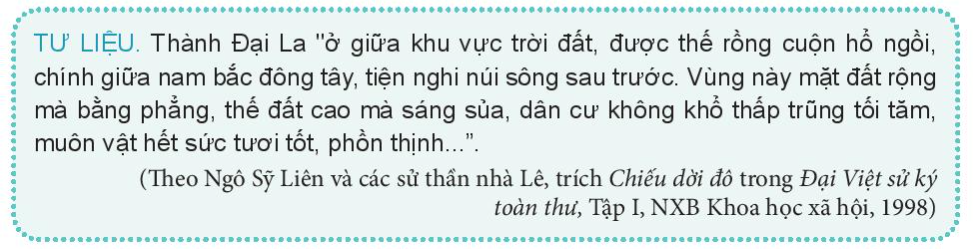 TƯ LIỆU. Thành Đại La "ở giữa khu vực trời đất, được thế rồng cuộn hổ ngồi,
chính giữa nam bắc đông tây, tiện nghi núi sông sau trước. Vùng này mặt đất rộng
mà bằng phẳng, thế đất cao mà sáng sủa, dân cư không khổ thấp trũng tối tăm,
muôn vật hết sức tươi tốt, phồn thịnh...”.
(Theo Ngô Sỹ Liên và các sử thần nhà Lê, trích Chiếu dời đô trong Đại Việt sử ký
toàn thư, Tập I, NXB Khoa học xã hội, 1998)